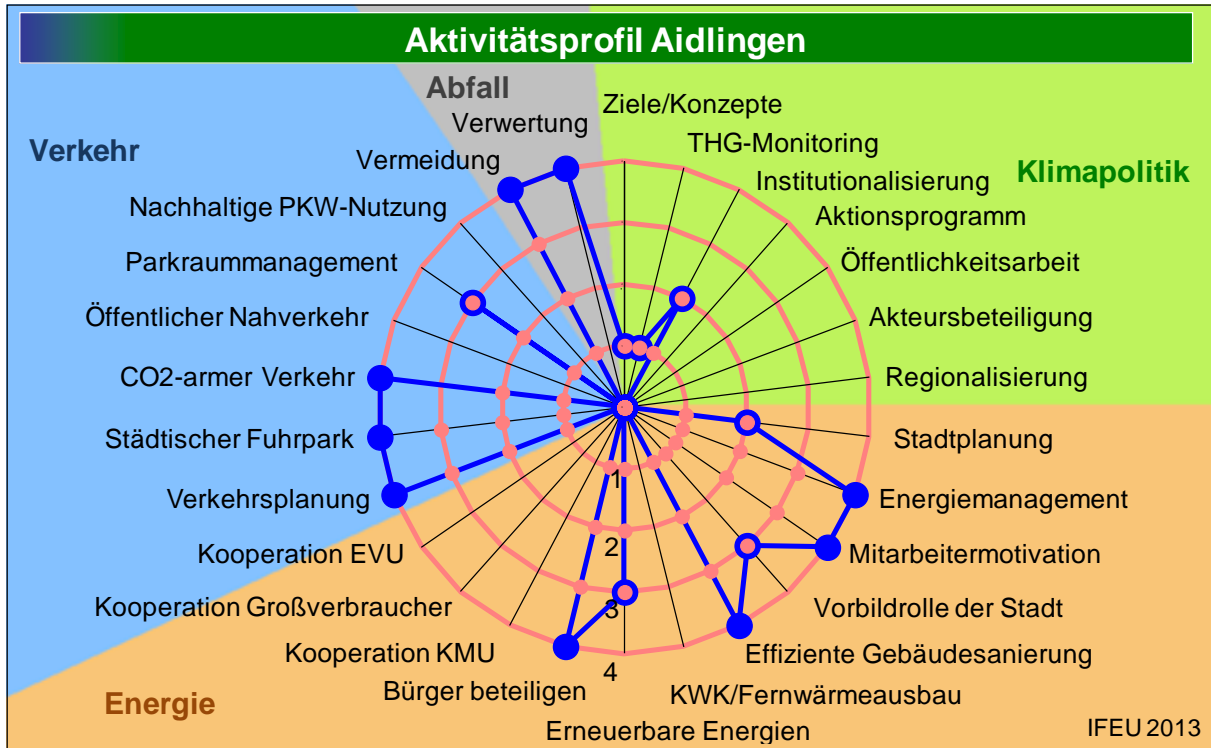 Aktivitätsprofil Aidlingen
Abfall
Verkehr
Klimapolitik
Energie
Ziele/Konzepte
THG-Monitoring
Institutionalisierung
Aktionsprogramm
Öffentlichkeitsarbeit
Akteursbeteiligung
Regionalisierung
Stadtplanung
Energiemanagement
Mitarbeitermotivation
Vorbildrolle der Stadt
Effiziente Gebäudesanierung
KWK/Fernwärmeausbau
Erneuerbare Energien
Bürger beteiligen
Kooperation KMU
Kooperation Großverbraucher
Kooperation EVU
Verkehrsplanung
Städtischer Fuhrpark
CO2-armer Verkehr
Öffentlicher Nahverkehr
Parkraummanagement
Nachhaltige PKW-Nutzung
Vermeidung
Verwertung
1
2
3
4
IFEU 2013